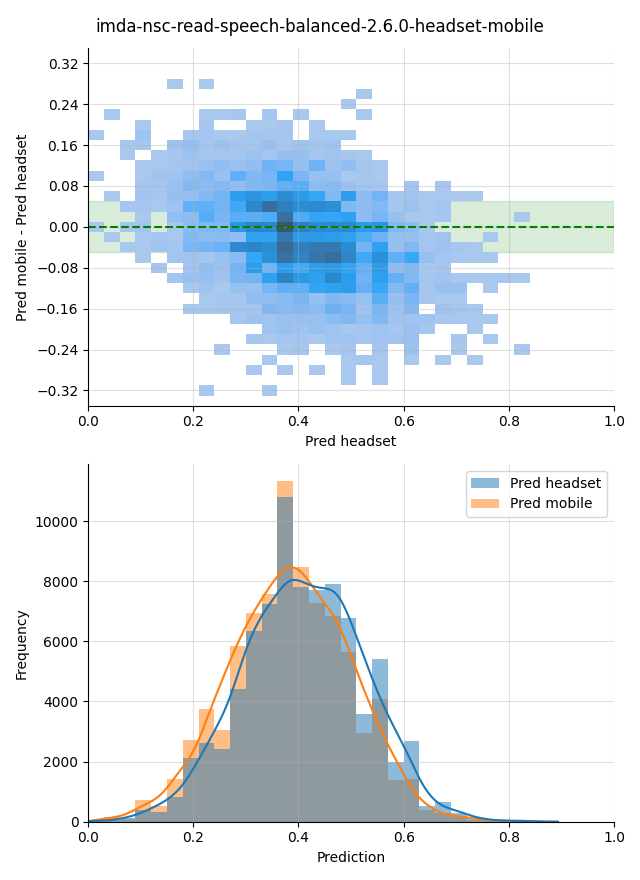 imda-nsc-read-speech-balanced-2.6.0-headset-mobile
Pred mobile - Pred headset
0.32
0.24
0.16
0.08
0.00
−0.08
−0.16
−0.24
−0.32
0.0 0.2 0.4 0.6 0.8 1.0
Pred headset
Frequency
10000
8000
6000
4000
2000
0
Pred headset
Pred mobile
0.0 0.2 0.4 0.6 0.8 1.0
Prediction